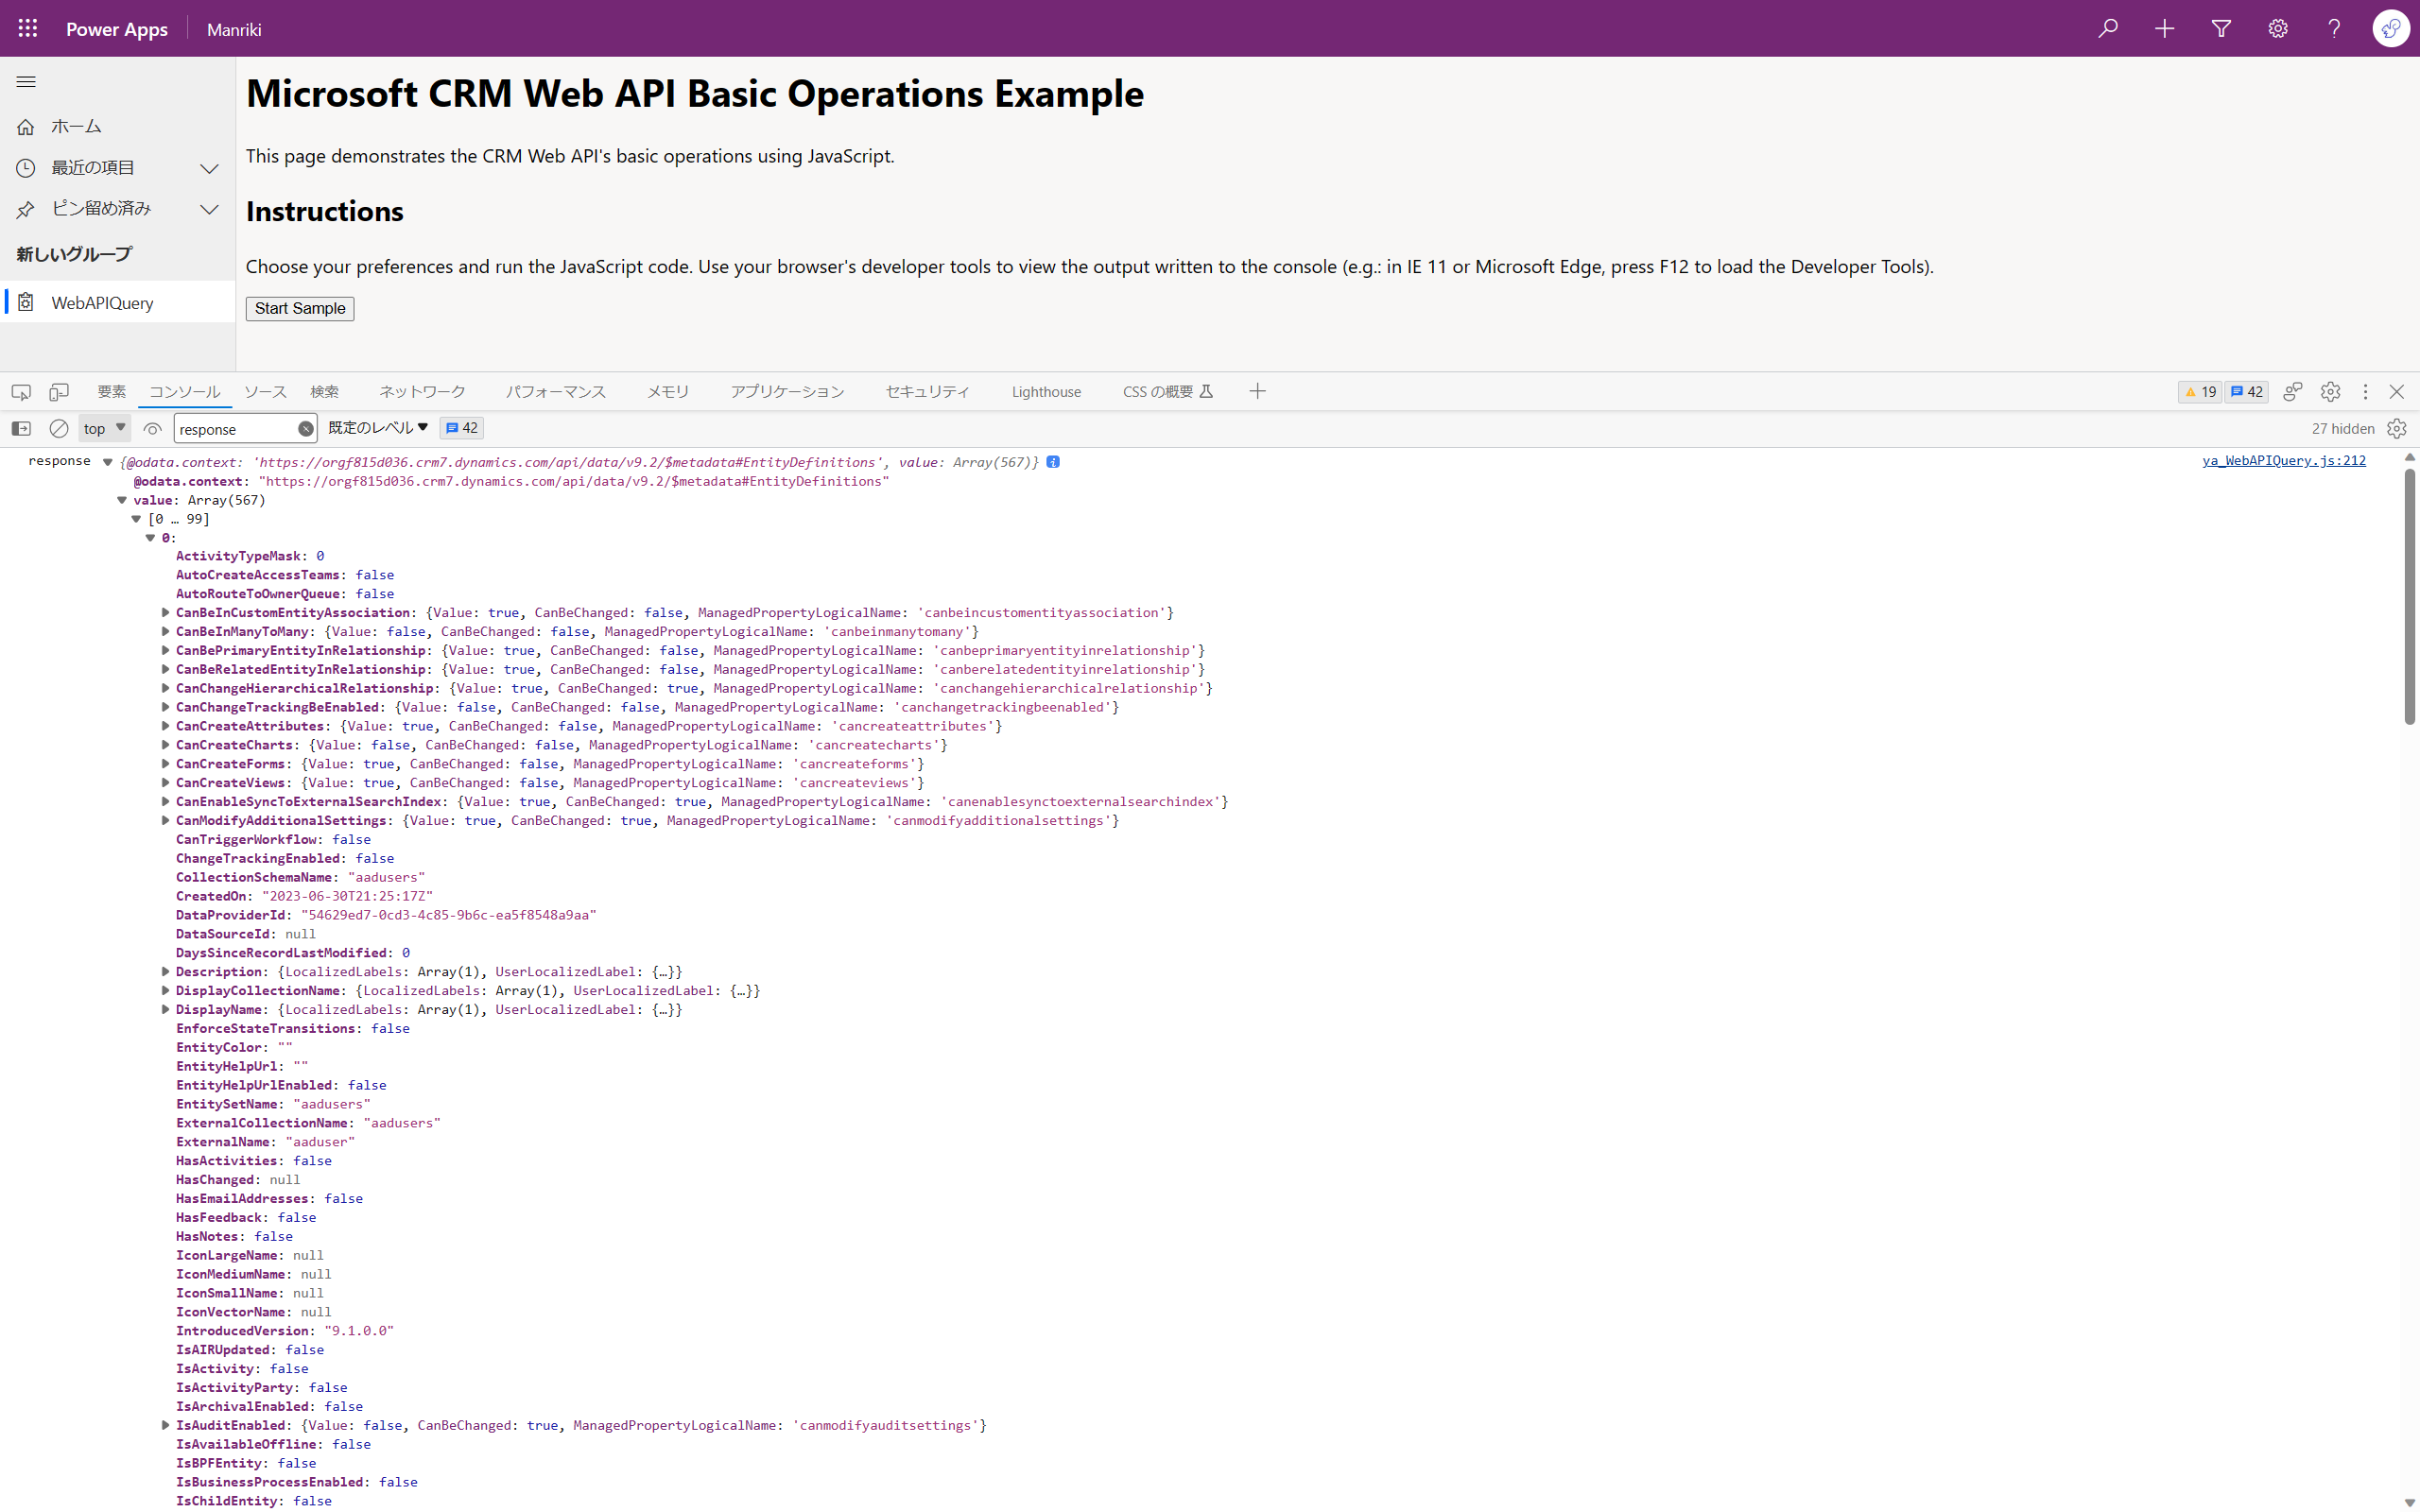 Power Apps Manriki
ホーム
最近の項目
ピン留め済み
新しいグループ
WebAPIQuery
Microsoft CRM Web API Basic Operations Example
This page demonstrates the CRM Web API's basic operations using JavaScript.
Instructions
Choose your preferences and run the JavaScript code. Use your browser's developer tools to view the output written to the console (e.g.: in IE 11 or Microsoft Edge, press F12 to load the Developer Tools).
Start Sample
要素 コンソール ソース 検索 ネットワーク パフォーマンス メモリ アプリケーション セキュリティ Lighthouse CSS の概要 19 42
top response 既定のレベル 42 27 hidden
response {@odata.context: 'https://orgf815d036.crm7.dynamics.com/api/data/v9.2/$metadata#EntityDefinitions', value: Array(567)} ya_WebAPIQuery.js:212
@odata.context: "https://orgf815d036.crm7.dynamics.com/api/data/v9.2/$metadata#EntityDefinitions"
value: Array(567)
[0 … 99]
0:
ActivityTypeMask: 0
AutoCreateAccessTeams: false
AutoRouteToOwnerQueue: false
CanBeInCustomEntityAssociation: {Value: true, CanBeChanged: false, ManagedPropertyLogicalName: 'canbeincustomentityassociation'}
CanBeInManyToMany: {Value: false, CanBeChanged: false, ManagedPropertyLogicalName: 'canbeinmanytomany'}
CanBePrimaryEntityInRelationship: {Value: true, CanBeChanged: false, ManagedPropertyLogicalName: 'canbeprimaryentityinrelationship'}
CanBeRelatedEntityInRelationship: {Value: true, CanBeChanged: false, ManagedPropertyLogicalName: 'canberelatedentityinrelationship'}
CanChangeHierarchicalRelationship: {Value: true, CanBeChanged: true, ManagedPropertyLogicalName: 'canchangehierarchicalrelationship'}
CanChangeTrackingBeEnabled: {Value: false, CanBeChanged: false, ManagedPropertyLogicalName: 'canchangetrackingbeenabled'}
CanCreateAttributes: {Value: true, CanBeChanged: false, ManagedPropertyLogicalName: 'cancreateattributes'}
CanCreateCharts: {Value: false, CanBeChanged: false, ManagedPropertyLogicalName: 'cancreatecharts'}
CanCreateForms: {Value: true, CanBeChanged: false, ManagedPropertyLogicalName: 'cancreateforms'}
CanCreateViews: {Value: true, CanBeChanged: false, ManagedPropertyLogicalName: 'cancreateviews'}
CanEnableSyncToExternalSearchIndex: {Value: true, CanBeChanged: true, ManagedPropertyLogicalName: 'canenablesynctoexternalsearchindex'}
CanModifyAdditionalSettings: {Value: true, CanBeChanged: true, ManagedPropertyLogicalName: 'canmodifyadditionalsettings'}
CanTriggerWorkflow: false
ChangeTrackingEnabled: false
CollectionSchemaName: "aadusers"
CreatedOn: "2023-06-30T21:25:17Z"
DataProviderId: "54629ed7-0cd3-4c85-9b6c-ea5f8548a9aa"
DataSourceId: null
DaysSinceRecordLastModified: 0
Description: {LocalizedLabels: Array(1), UserLocalizedLabel: {…}}
DisplayCollectionName: {LocalizedLabels: Array(1), UserLocalizedLabel: {…}}
DisplayName: {LocalizedLabels: Array(1), UserLocalizedLabel: {…}}
EnforceStateTransitions: false
EntityColor: ""
EntityHelpUrl: ""
EntityHelpUrlEnabled: false
EntitySetName: "aadusers"
ExternalCollectionName: "aadusers"
ExternalName: "aaduser"
HasActivities: false
HasChanged: null
HasEmailAddresses: false
HasFeedback: false
HasNotes: false
IconLargeName: null
IconMediumName: null
IconSmallName: null
IconVectorName: null
IntroducedVersion: "9.1.0.0"
IsAIRUpdated: false
IsActivity: false
IsActivityParty: false
IsArchivalEnabled: false
IsAuditEnabled: {Value: false, CanBeChanged: true, ManagedPropertyLogicalName: 'canmodifyauditsettings'}
IsAvailableOffline: false
IsBPFEntity: false
IsBusinessProcessEnabled: false
IsChildEntity: false